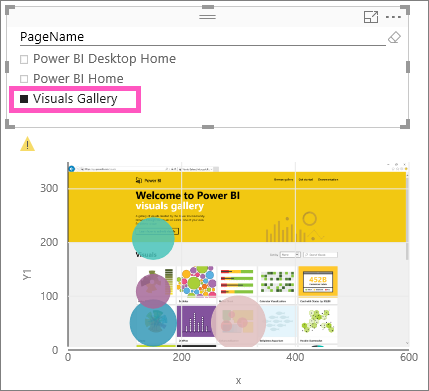 PageName
Power BI Desktop Home
Power BI Home
Visuals Gallery
300
200
100
0
Y1
Power BI
Welcome to Power BI
visuals gallery
Visuals
452B
0
200
400
600
x